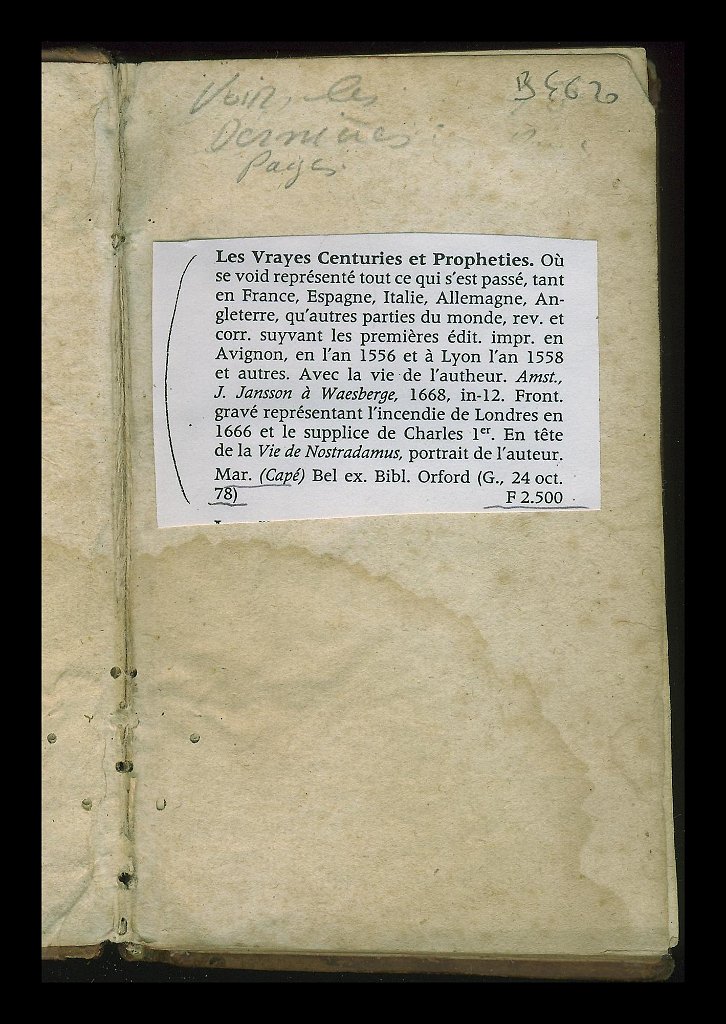 Voir, les
Dernières
pages
Les Vrayes Centuries et Propheties. Où
se void représenté tout ce qui s'est passé, tant
en France, Espagne, Italie, Allemagne, An-
gleterre, qu'autres parties du monde, rev. et
corr. suyvant les premières édit. impr. en
Avignon, en l'an 1556 et à Lyon l'an 1558
et autres. Avec la vie de l'autheur. Amst.,
J. Jansson à Waesberge, 1668, in-12. Front.
gravé représentant l'incendie de Londres en
1666 et le supplice de Charles 1er. En tête
de la Vie de Nostradamus, portrait de l'auteur.
Mar. (Capé) Bel ex. Bibl. Orford (G., 24 oct.
78) F 2.500